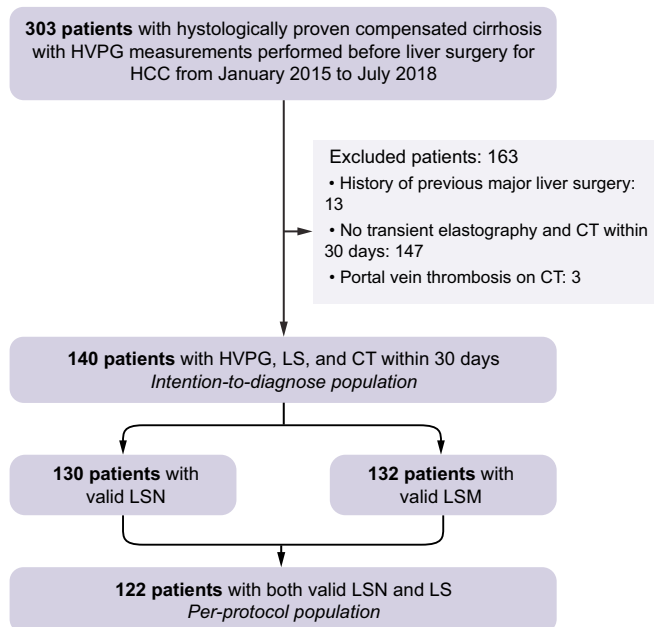 303 patients with hystologically proven compensated cirrhosis
with HVPG measurements performed before liver surgery for
HCC from January 2015 to July 2018
Excluded patients: 163
• History of previous major liver surgery:
13
• No transient elastography and CT within
30 days: 147
• Portal vein thrombosis on CT: 3
140 patients with HVPG, LS, and CT within 30 days
Intention-to-diagnose population
130 patients with
valid LSN
132 patients with
valid LSM
122 patients with both valid LSN and LS
Per-protocol population